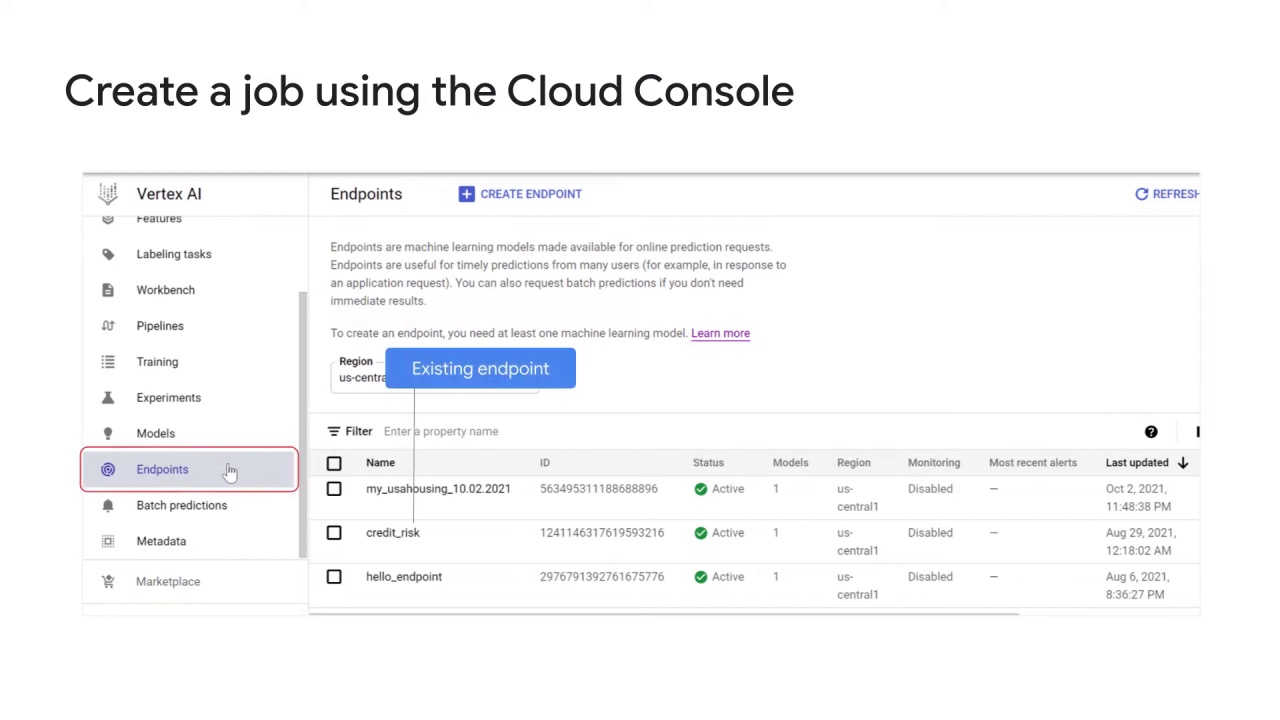 Create a job using the Cloud Console
Vertex AI
Features
Labeling tasks
Workbench
Pipelines
Training
Experiments
Models
Endpoints
Batch predictions
Metadata
Marketplace
Endpoints
CREATE ENDPOINT
REFRESH
Endpoints are machine learning models made available for online prediction requests.
Endpoints are useful for timely predictions from many users (for example, in response to
an application request). You can also request batch predictions if you don't need
immediate results.
To create an endpoint, you need at least one machine learning model. Learn more
Region
us-centra
Existing endpoint
Filter Enter a property name
Name ID Status Models Region Monitoring Most recent alerts Last updated
my_usahousing_10.02.2021 563495311188688896 Active 1 us- Disabled — Oct 2, 2021,
central1 11:48:38 PM
credit_risk 1241146317619593216 Active 1 us- Disabled — Aug 29, 2021,
central1 12:18:02 AM
hello_endpoint 2976791392761675776 Active 1 us- Disabled — Aug 6, 2021,
central1 8:36:27 PM